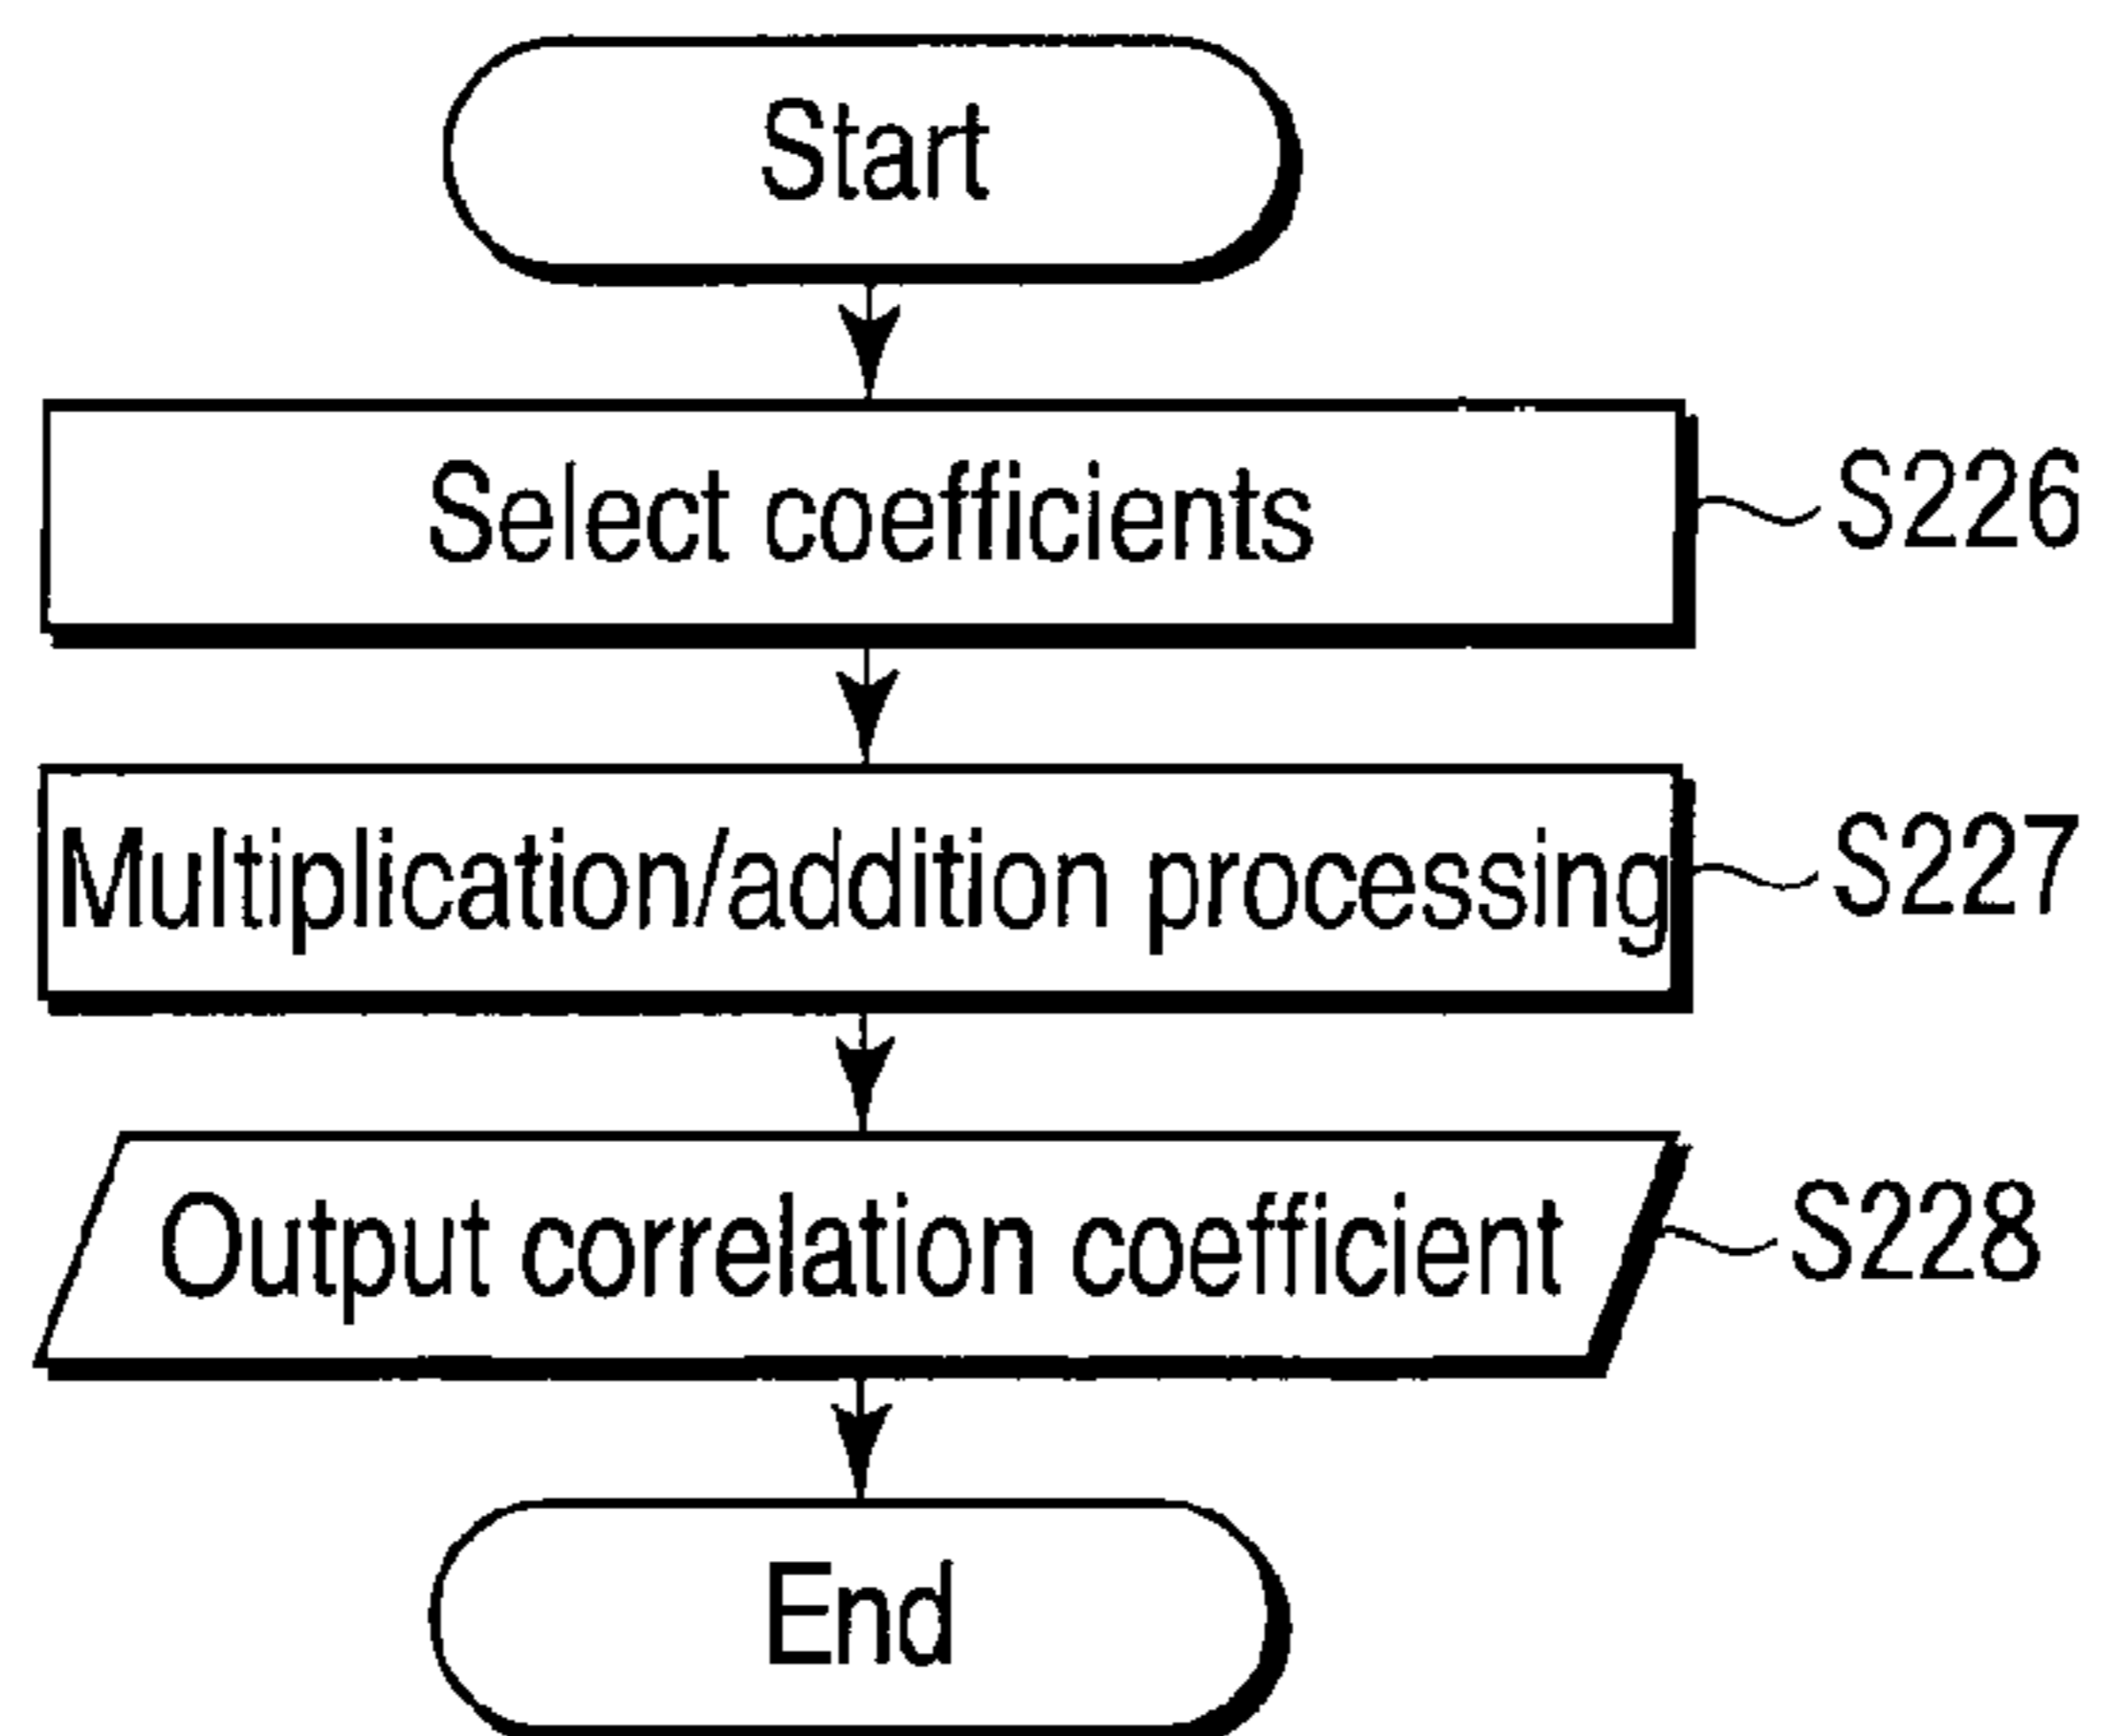 Start
Select coefficients
S226
Multiplication/addition processing
S227
Output correlation coefficient
S228
End